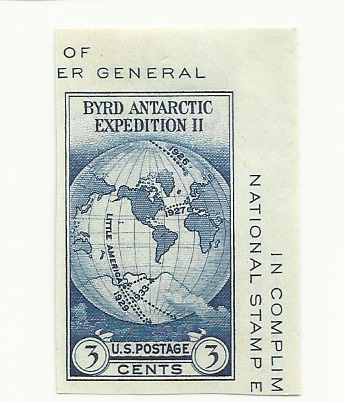 OF
ER GENERAL
BYRD ANTARCTIC
EXPEDITION II
1926
1927
LITTLE AMERICA
1929
1933
3 U.S.POSTAGE 3
CENTS
IN COMPLIM
NATIONAL STAMP E